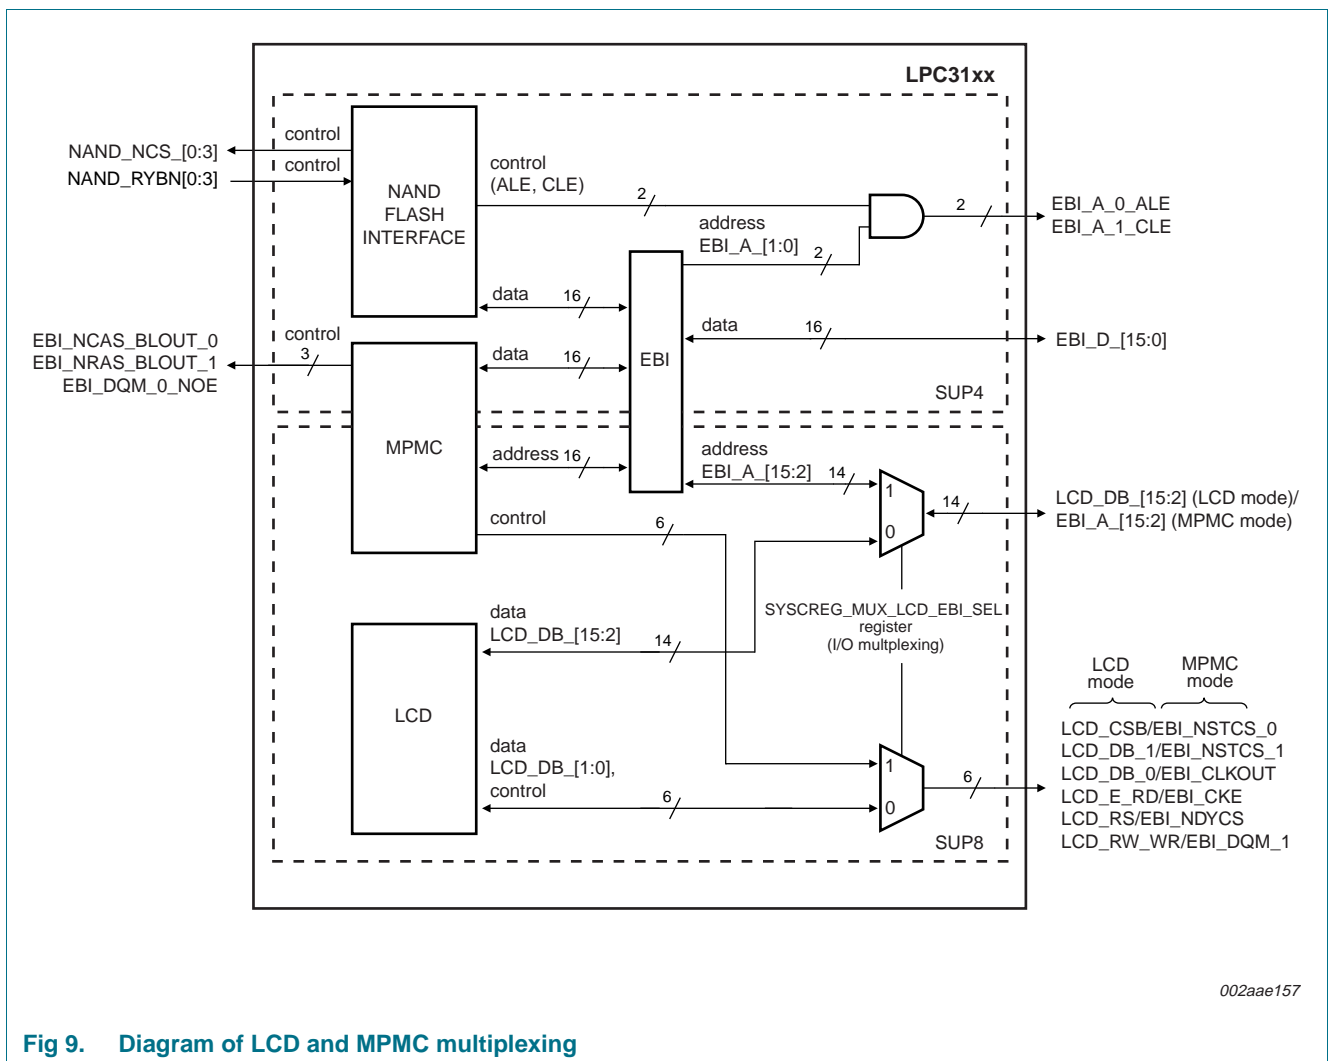 LPC31xx
NAND_NCS_[0:3]
NAND_RYBN[0:3]
control
control
NAND
FLASH
INTERFACE
control
(ALE, CLE)
2
address
EBI_A_[1:0]
2
2
EBI_A_0_ALE
EBI_A_1_CLE
data
16
EBI_NCAS_BLOUT_0
EBI_NRAS_BLOUT_1
EBI_DQM_0_NOE
control
3
data
16
EBI
data
16
EBI_D_[15:0]
SUP4
MPMC
address
16
address
EBI_A_[15:2]
14
1
0
14
LCD_DB_[15:2] (LCD mode)/
EBI_A_[15:2] (MPMC mode)
control
6
SYSCREG_MUX_LCD_EBI_SEL
register
(I/O multplexing)
data
LCD_DB_[15:2]
14
LCD
data
LCD_DB_[1:0],
control
6
1
0
6
SUP8
LCD
mode
MPMC
mode
LCD_CSB/EBI_NSTCS_0
LCD_DB_1/EBI_NSTCS_1
LCD_DB_0/EBI_CLKOUT
LCD_E_RD/EBI_CKE
LCD_RS/EBI_NDYCS
LCD_RW_WR/EBI_DQM_1
002aae157
Fig 9. Diagram of LCD and MPMC multiplexing